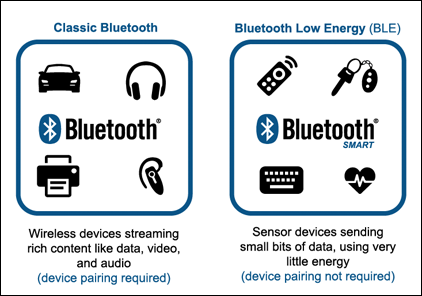 Classic Bluetooth
Bluetooth®
Wireless devices streaming
rich content like data, video,
and audio
(device pairing required)
Bluetooth Low Energy (BLE)
Bluetooth®
SMART
Sensor devices sending
small bits of data, using very
little energy
(device pairing not required)